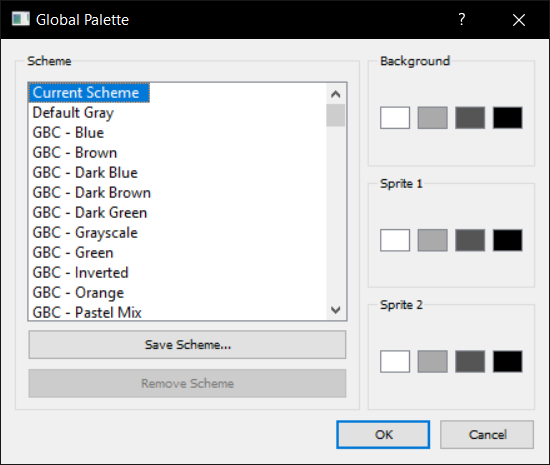 Global Palette
?
Scheme
Current Scheme
Default Gray
GBC - Blue
GBC - Brown
GBC - Dark Blue
GBC - Dark Brown
GBC - Dark Green
GBC - Grayscale
GBC - Green
GBC - Inverted
GBC - Orange
GBC - Pastel Mix
Save Scheme...
Remove Scheme
Background
Sprite 1
Sprite 2
OK
Cancel